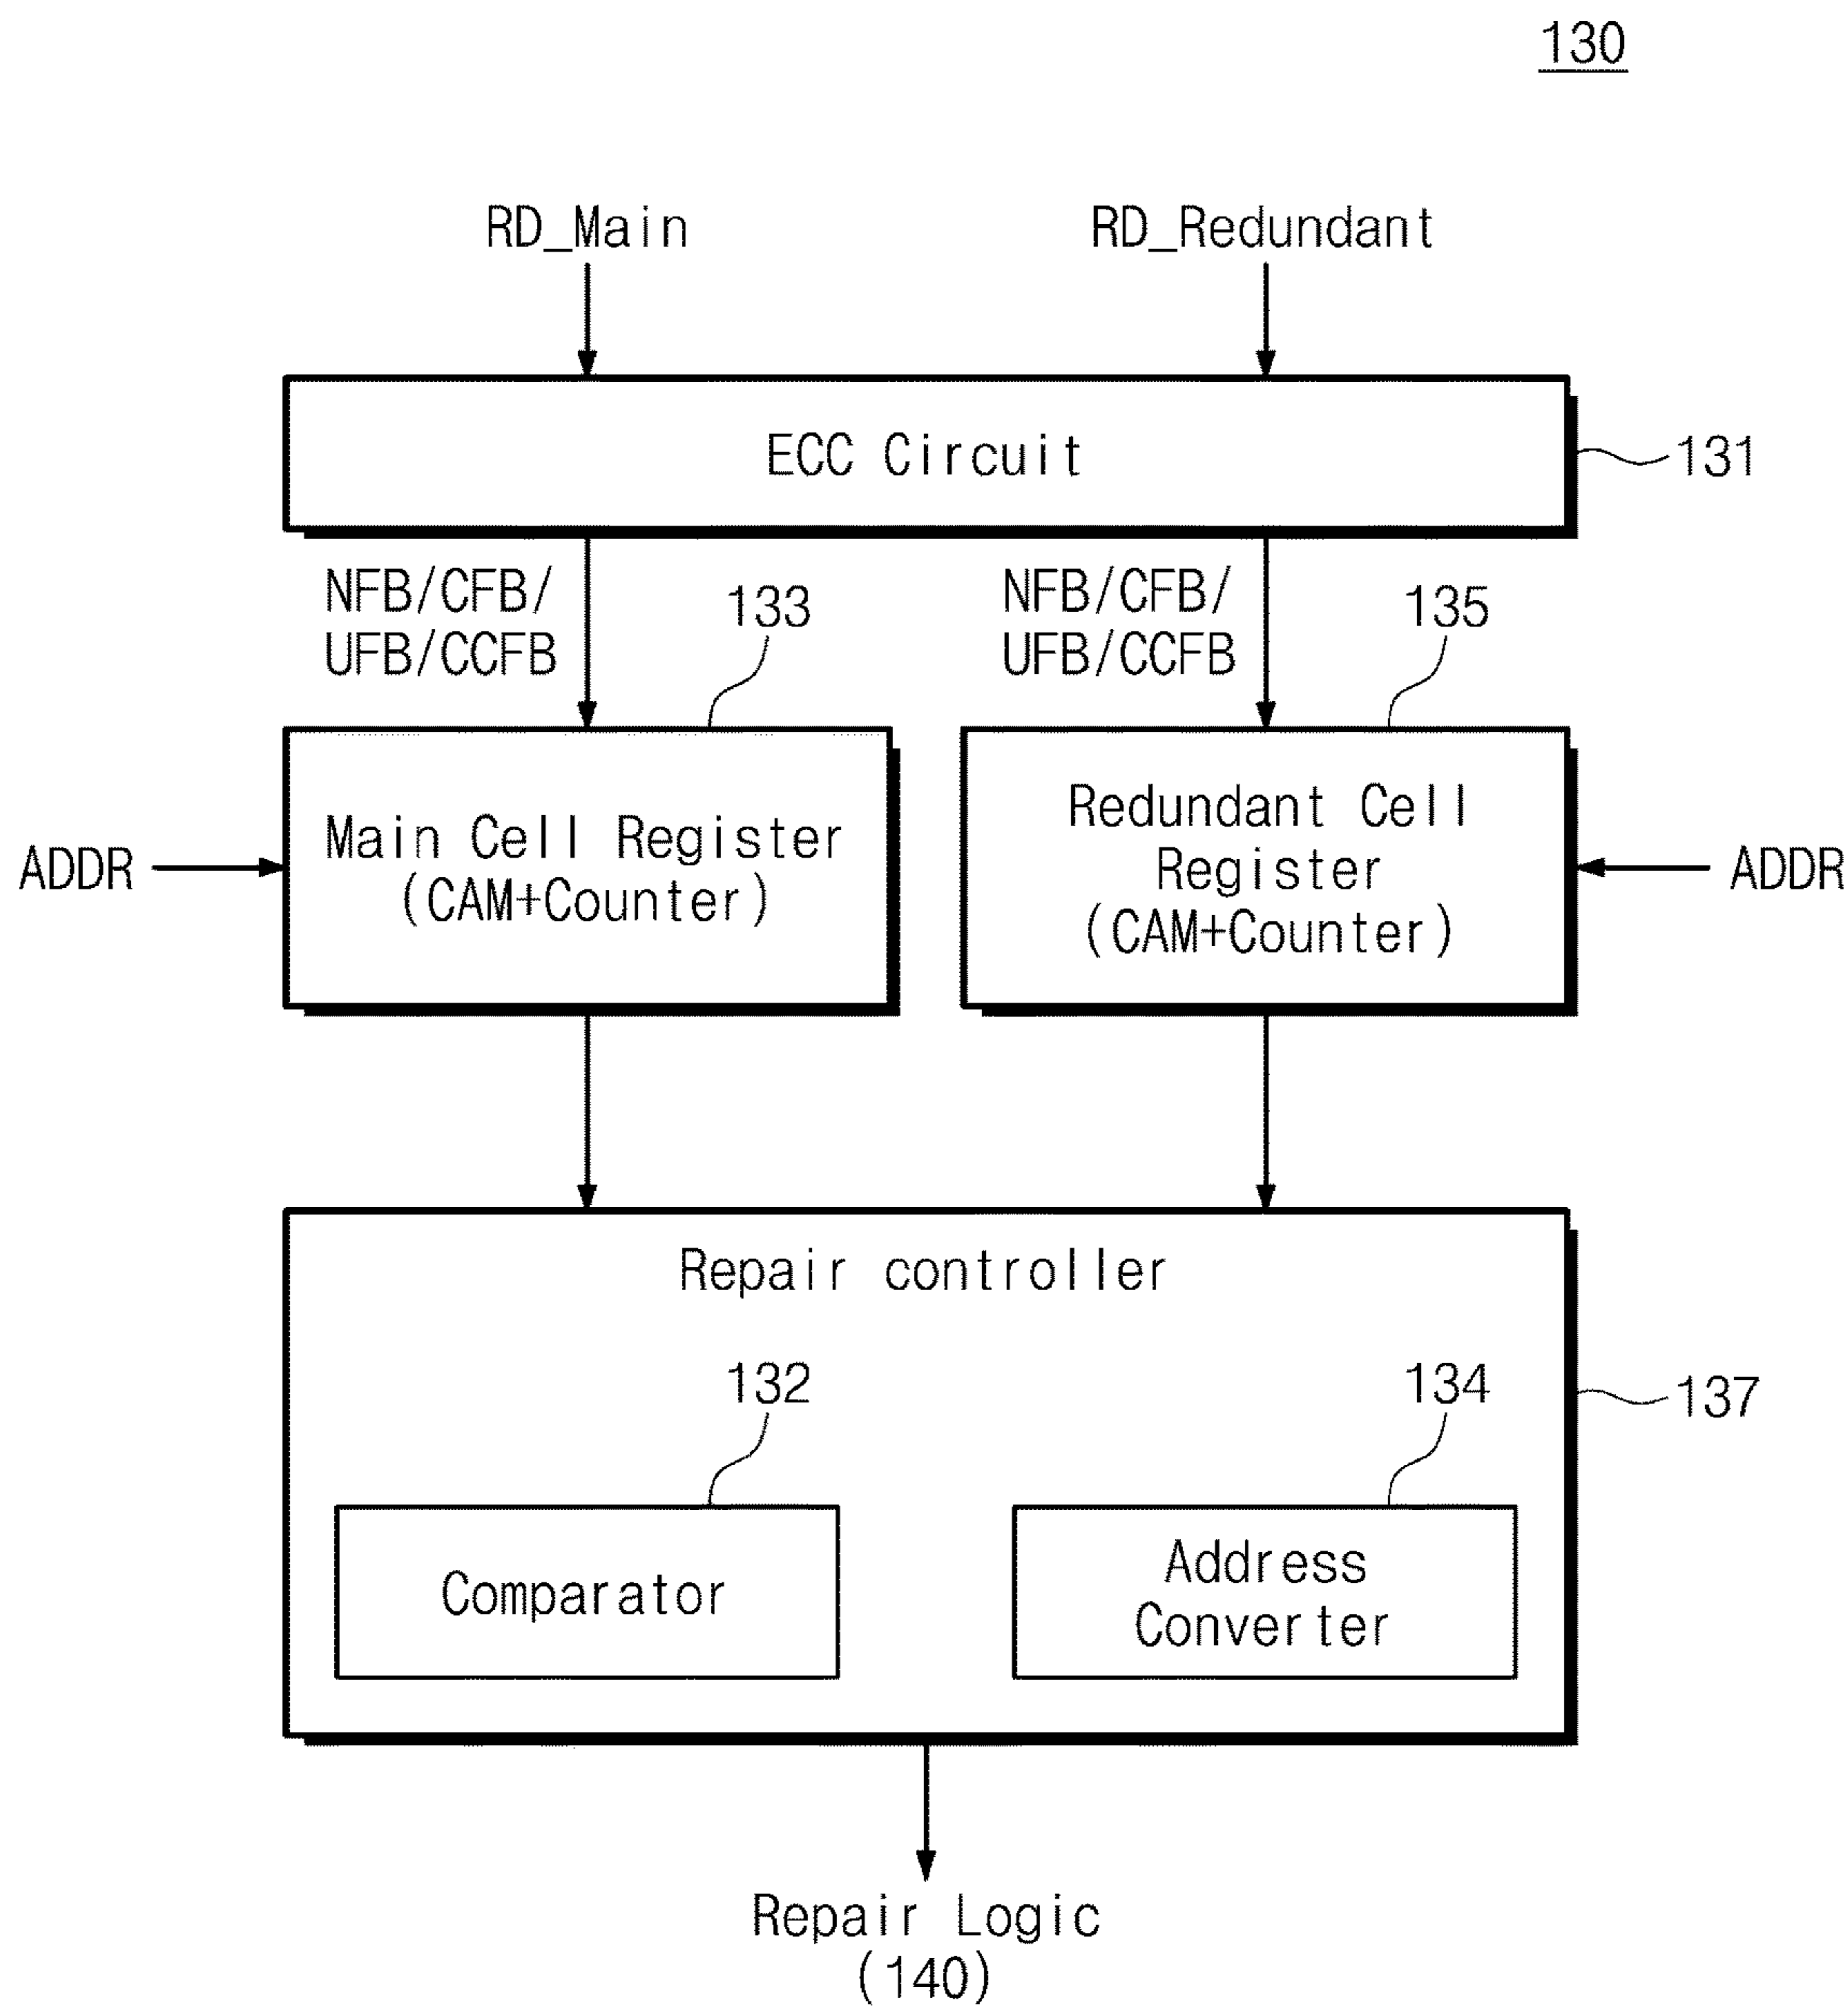 130
RD_Main
RD_Redundant
ECC Circuit
131
NFB/CFB/
UFB/CCFB
133
NFB/CFB/
UFB/CCFB
135
ADDR
Main Cell Register
(CAM+Counter)
Redundant Cell
Register
(CAM+Counter)
ADDR
Repair controller
137
132
Comparator
134
Address
Converter
Repair Logic
(140)